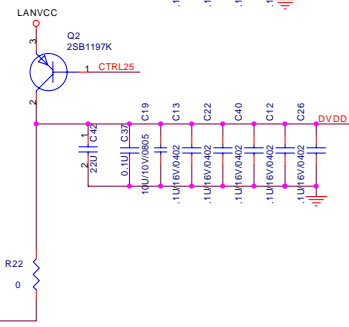 LANVCC
Q2
2SB1197K
3
1
CTRL25
2
C19
C13
C22
C40
C12
C26
DVDD
1
2
C42
22U
C37
0.1U
10U/10V/0805
.1U/16V/0402
.1U/16V/0402
.1U/16V/0402
.1U/16V/0402
.1U/16V/0402
R22
0